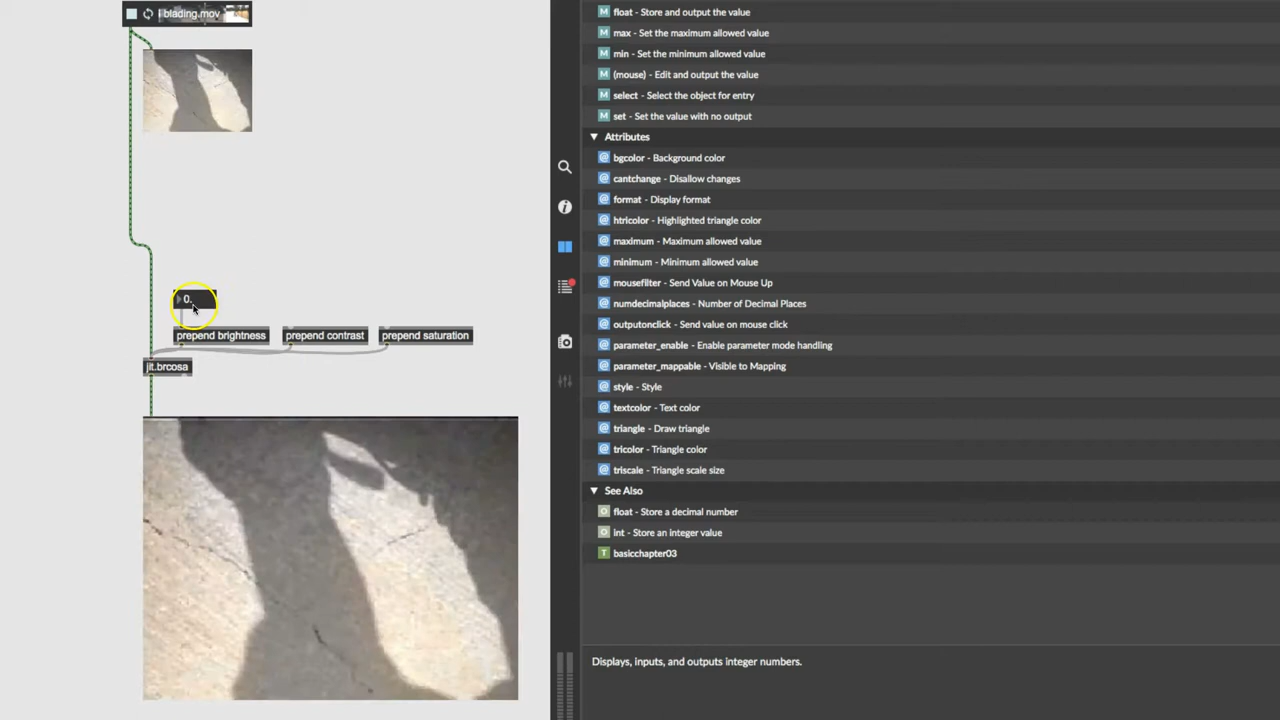 blading.mov
0.
prepend brightness
prepend contrast
prepend saturation
jit.brcosa
M float - Store and output the value
M max - Set the maximum allowed value
M min - Set the minimum allowed value
M (mouse) - Edit and output the value
M select - Select the object for entry
M set - Set the value with no output
Attributes
@ bgcolor - Background color
@ cantchange - Disallow changes
@ format - Display format
@ htricolor - Highlighted triangle color
@ maximum - Maximum allowed value
@ minimum - Minimum allowed value
@ mousefilter - Send Value on Mouse Up
@ numdecimalplaces - Number of Decimal Places
@ outputonclick - Send value on mouse click
@ parameter_enable - Enable parameter mode handling
@ parameter_mappable - Visible to Mapping
@ style - Style
@ textcolor - Text color
@ triangle - Draw triangle
@ tricolor - Triangle color
@ triscale - Triangle scale size
See Also
O float - Store a decimal number
O int - Store an integer value
T basicchapter03
Displays, inputs, and outputs integer numbers.